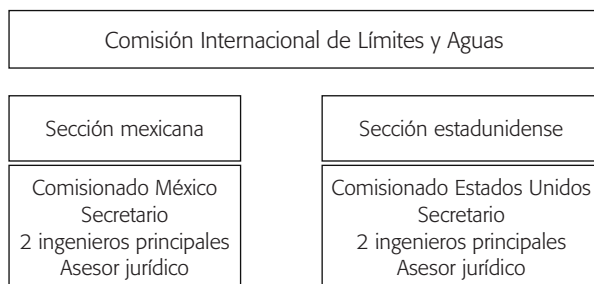 Comisión Internacional de Límites y Aguas
Sección mexicana
Comisionado México
Secretario
2 ingenieros principales
Asesor jurídico
Sección estadunidense
Comisionado Estados Unidos
Secretario
2 ingenieros principales
Asesor jurídico